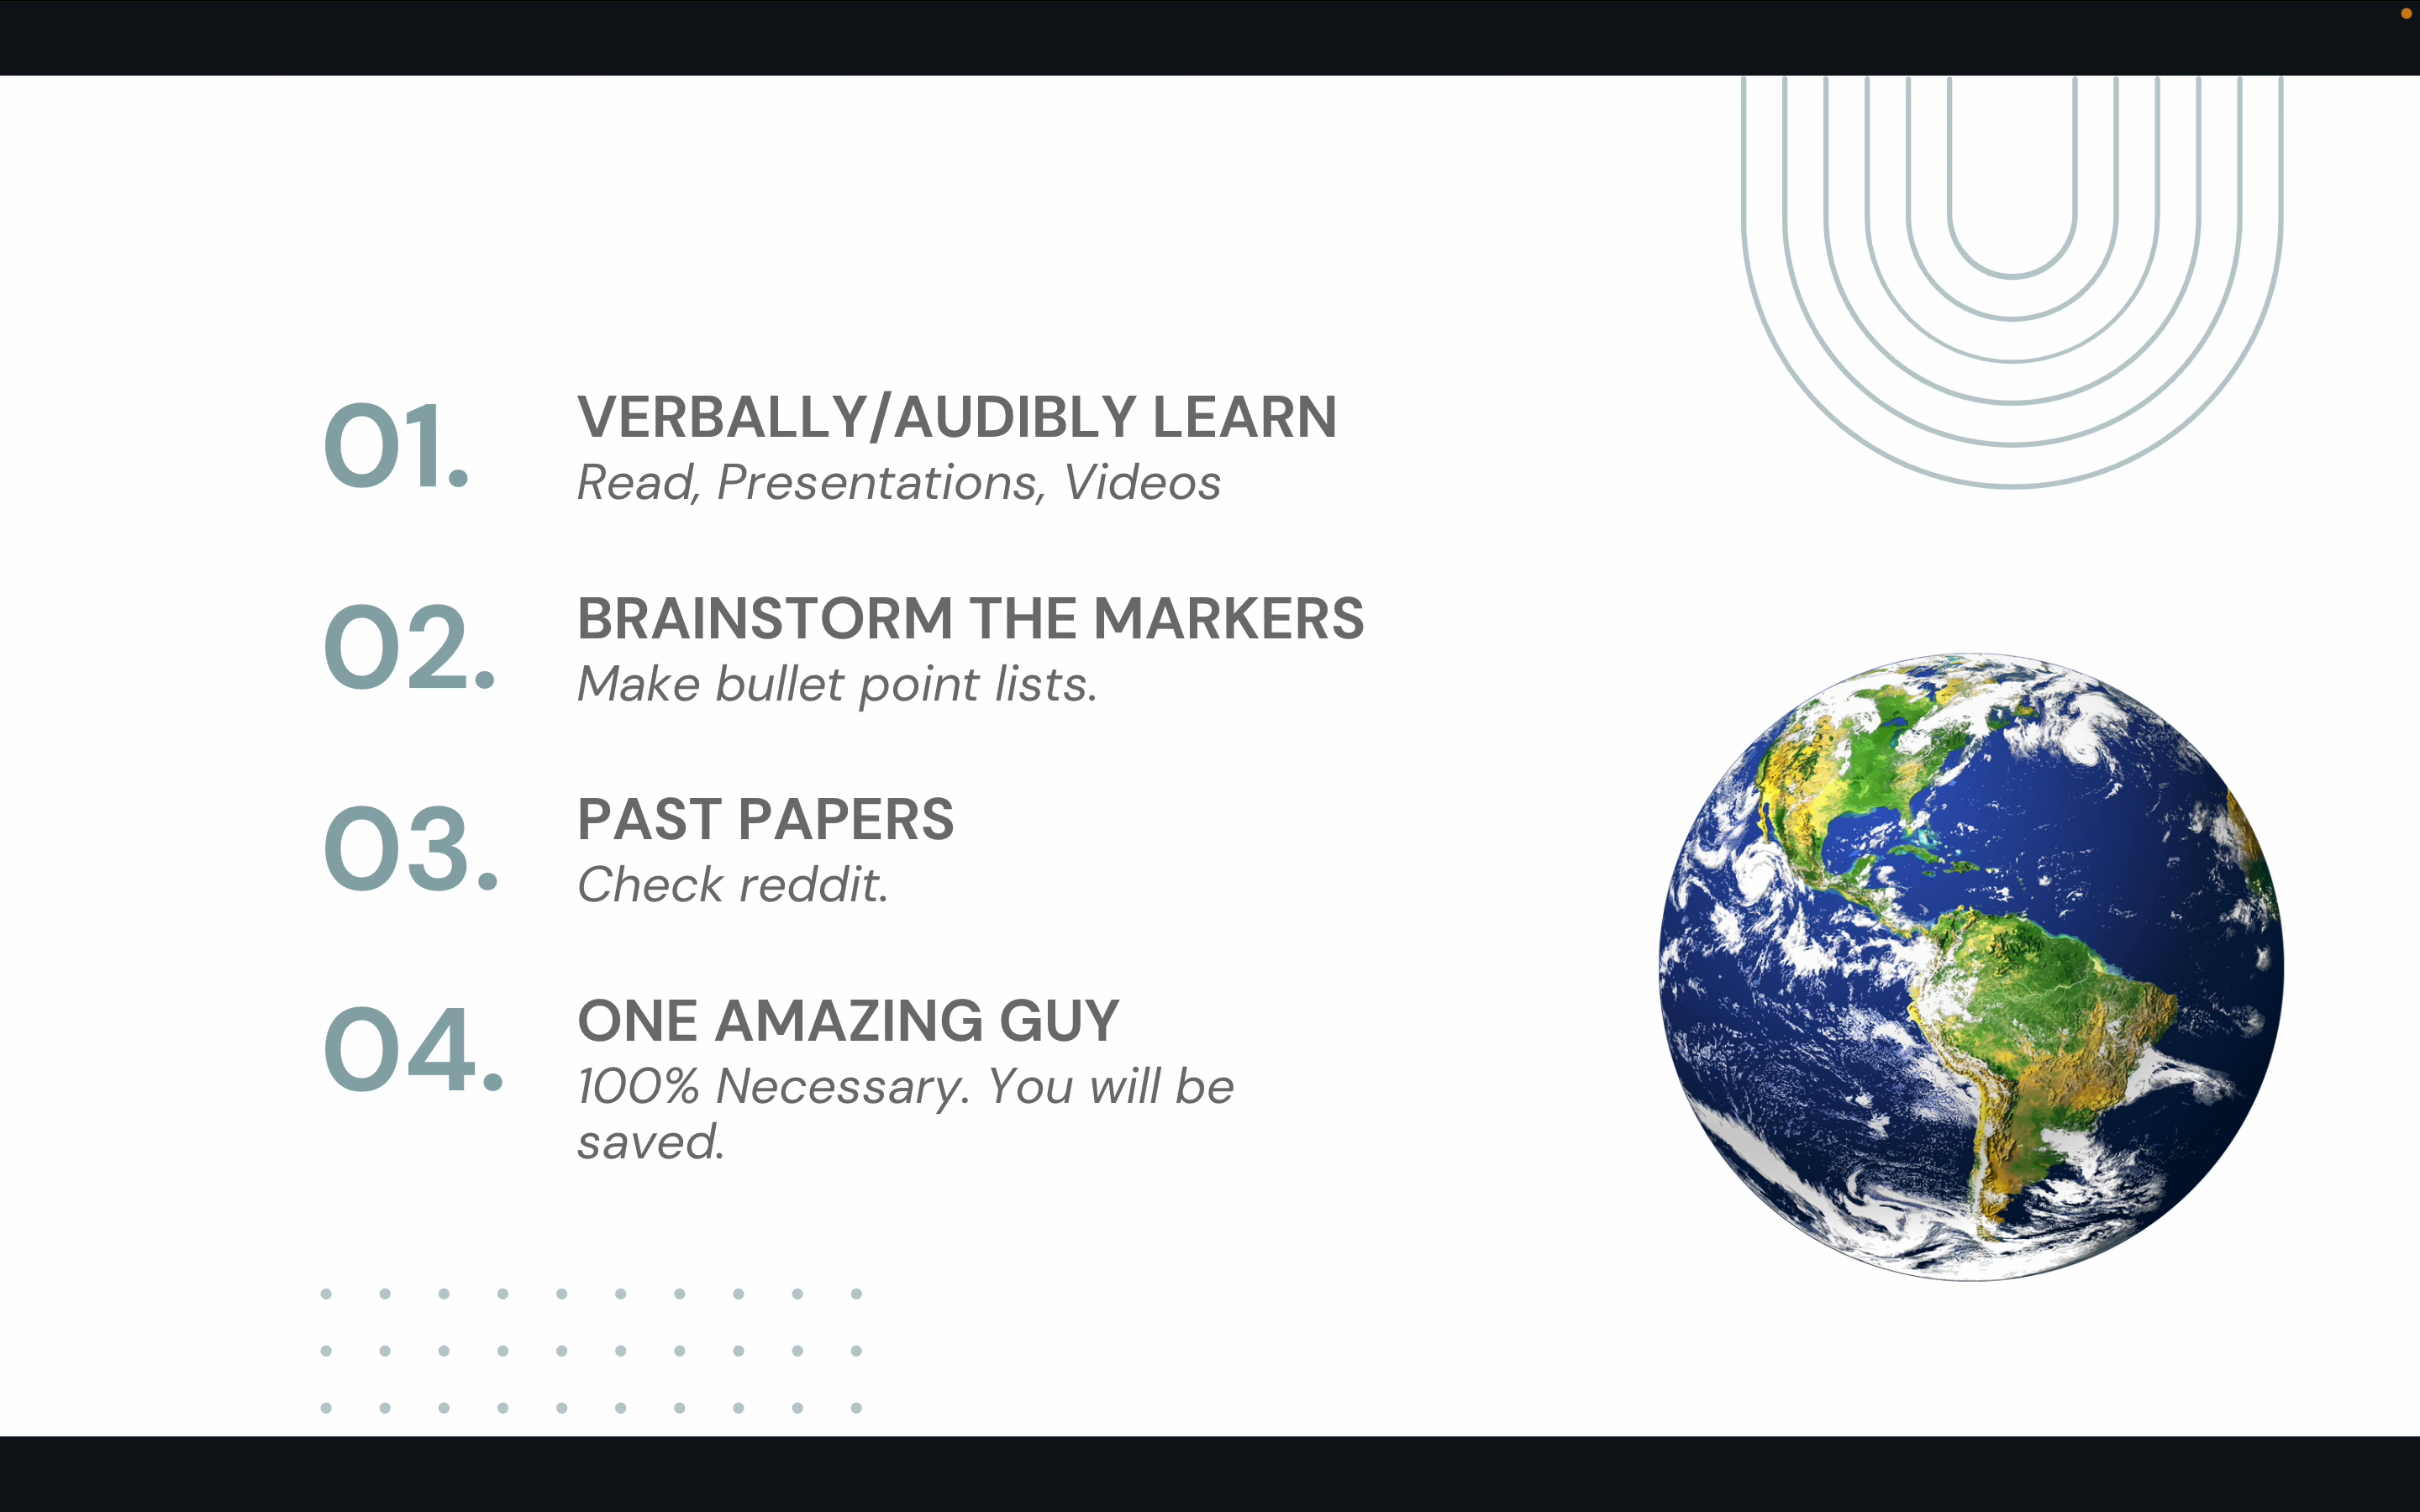 01.
VERBALLY/AUDIBLY LEARN
Read, Presentations, Videos
02.
BRAINSTORM THE MARKERS
Make bullet point lists.
03.
PAST PAPERS
Check reddit.
04.
ONE AMAZING GUY
100% Necessary. You will be
saved.